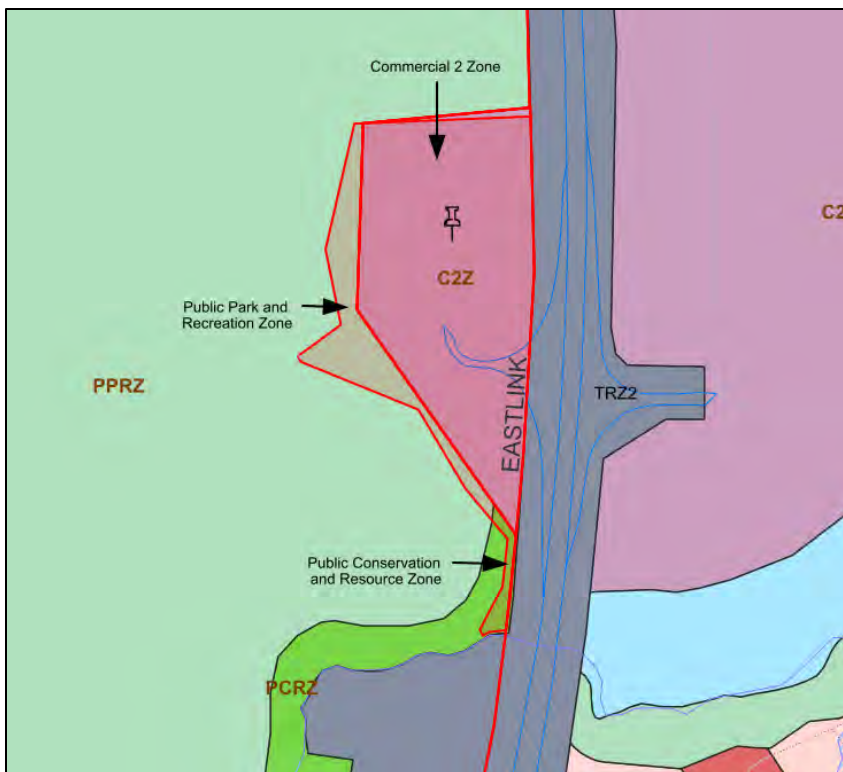 Commercial 2 Zone
C2
C2Z
Public Park and
Recreation Zone
PPRZ
EASTLINK
TRZ2
Public Conservation
and Resource Zone
PCRZ